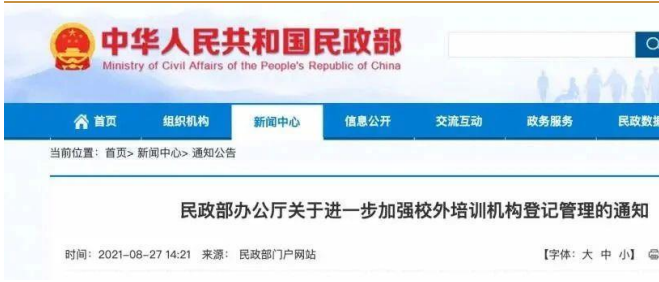 中华人民共和国民政部
Ministry of Civil Affairs of the People's Republic of China
首页 组织机构 新闻中心 信息公开 交流互动 政务服务 民政数据
当前位置：首页> 新闻中心> 通知公告
民政部办公厅关于进一步加强校外培训机构登记管理的通知
时间：2021-08-27 14:21 来源：民政部门户网站 【字体：大 中 小】